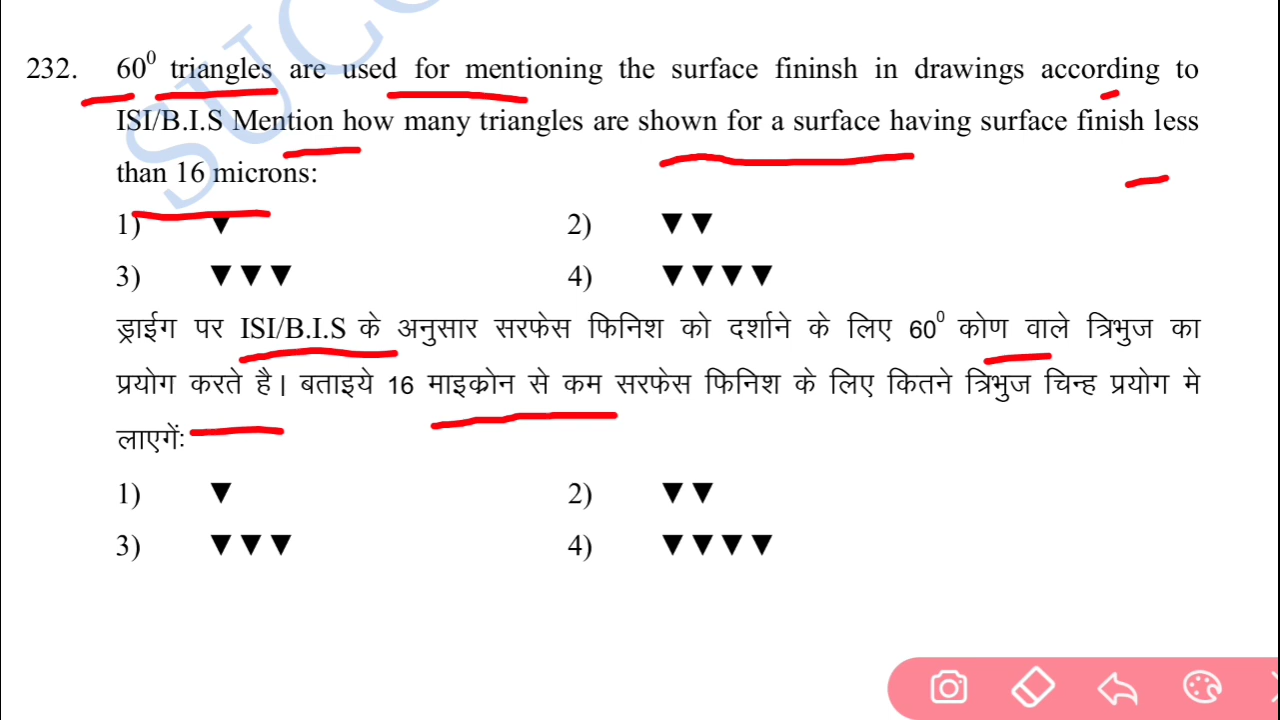 SUCC
232. 60⁰ triangles are used for mentioning the surface fininsh in drawings according to
ISI/B.I.S Mention how many triangles are shown for a surface having surface finish less
than 16 microns:
1) ▼ 2) ▼▼
3) ▼▼▼ 4) ▼▼▼▼
ड्राईग पर ISI/B.I.S के अनुसार सरफेस फिनिश को दर्शाने के लिए 60⁰ कोण वाले त्रिभुज का
प्रयोग करते है। बताइये 16 माइक्रोन से कम सरफेस फिनिश के लिए कितने त्रिभुज चिन्ह प्रयोग मे
लाएगें:
1) ▼ 2) ▼▼
3) ▼▼▼ 4) ▼▼▼▼